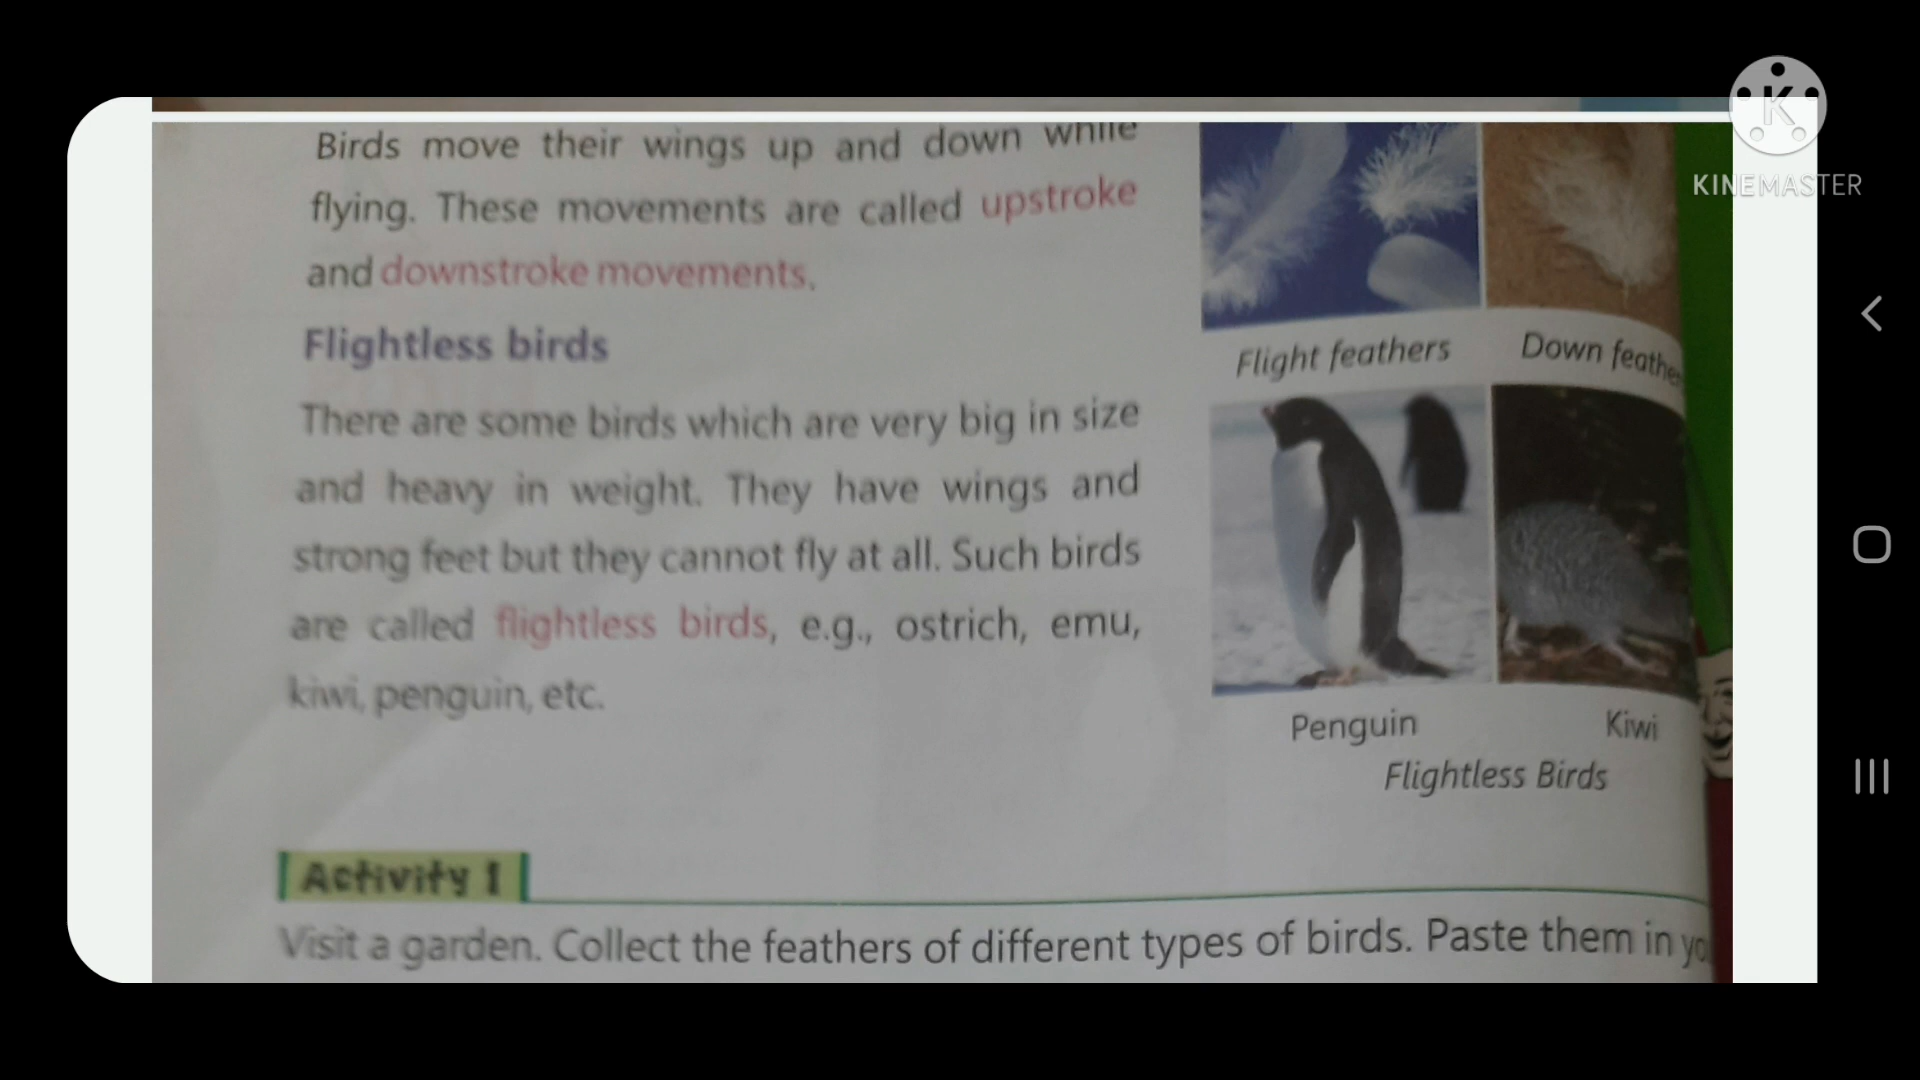 Birds move their wings up and down while
flying. These movements are called upstroke
and downstroke movements.
Flightless birds
There are some birds which are very big in size
and heavy in weight. They have wings and
strong feet but they cannot fly at all. Such birds
are called flightless birds, e.g., ostrich, emu,
kiwi, penguin, etc.
Flight feathers
Down feathe
Penguin
Kiwi
Flightless Birds
Activity 1
Visit a garden. Collect the feathers of different types of birds. Paste them in yo
K
KINEMASTER